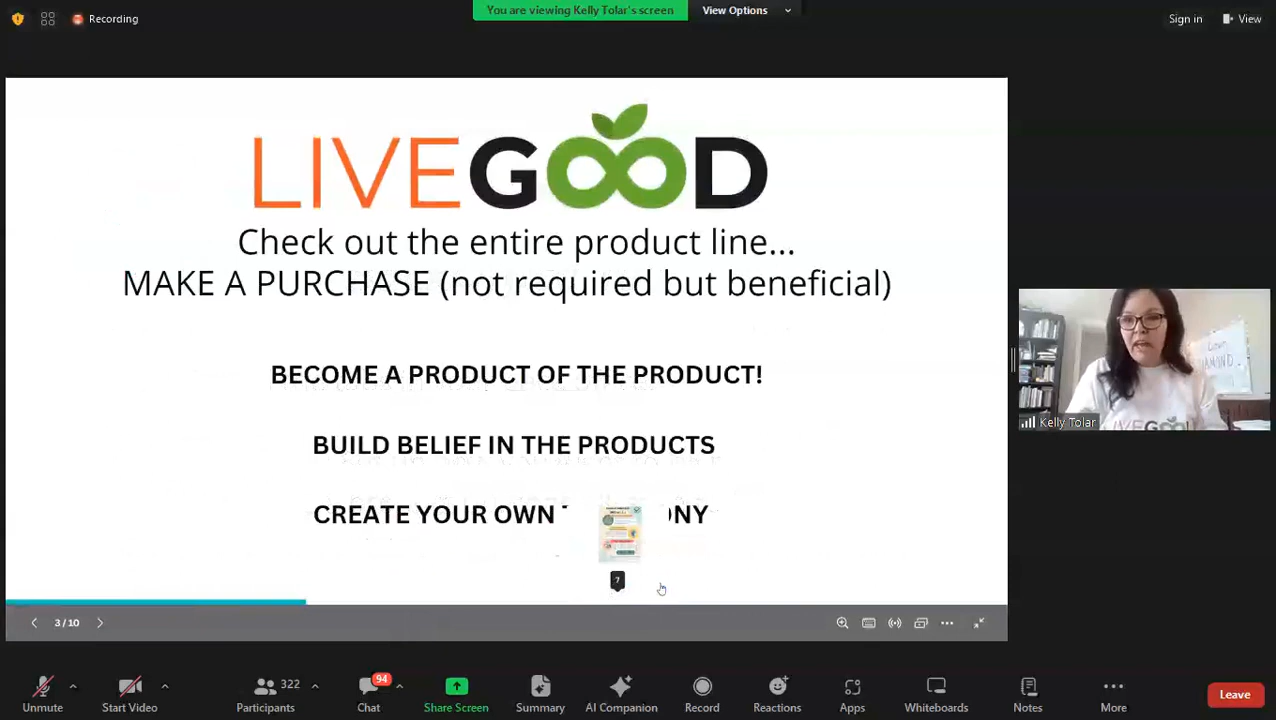 Recording
You are viewing Kelly Tolar's screen
View Options
Sign in
View
LIVEGOOD
Check out the entire product line...
MAKE A PURCHASE (not required but beneficial)
BECOME A PRODUCT OF THE PRODUCT!
BUILD BELIEF IN THE PRODUCTS
CREATE YOUR OWN T NY
7
3 / 10
Kelly Tolar
LIVEGOOD
Unmute
Start Video
322
Participants
94
Chat
Share Screen
Summary
AI Companion
Record
Reactions
Apps
Whiteboards
Notes
More
Leave